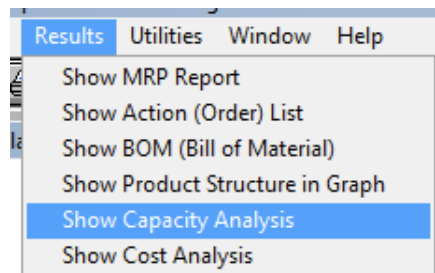 Results Utilities Window Help
Show MRP Report
Show Action (Order) List
Show BOM (Bill of Material)
Show Product Structure in Graph
Show Capacity Analysis
Show Cost Analysis